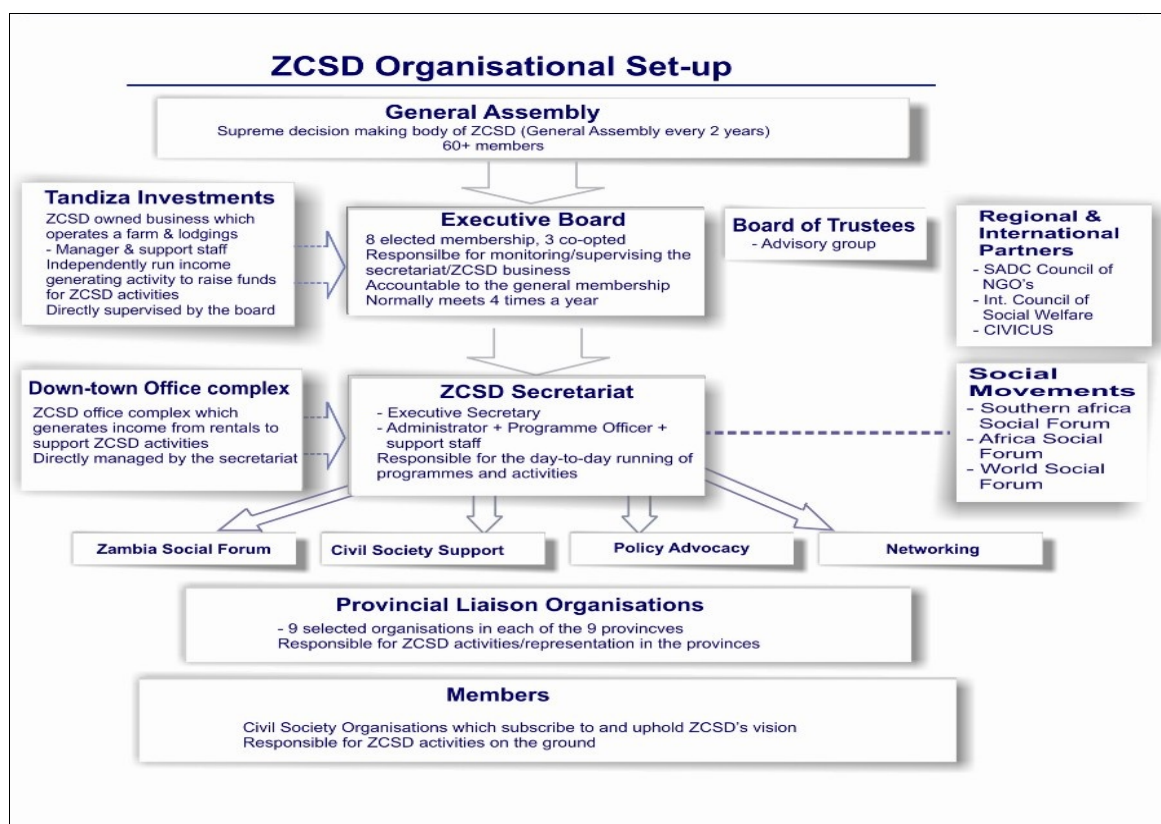 ZCSD Organisational Set-up
General Assembly
Supreme decision making body of ZCSD (General Assembly every 2 years)
60+ members
Tandiza Investments
ZCSD owned business which
operates a farm & lodgings
- Manager & support staff
Independently run income
generating activity to raise funds
for ZCSD activities
Directly supervised by the board
Executive Board
8 elected membership, 3 co-opted
Responsilbe for monitoring/supervising the
secretariat/ZCSD business
Accountable to the general membership
Normally meets 4 times a year
Board of Trustees
- Advisory group
Regional &
International
Partners
- SADC Council of
NGO's
- Int. Council of
Social Welfare
- CIVICUS
Down-town Office complex
ZCSD office complex which
generates income from rentals to
support ZCSD activities
Directly managed by the secretariat
ZCSD Secretariat
- Executive Secretary
- Administrator + Programme Officer +
support staff
Responsible for the day-to-day running of
programmes and activities
Social
Movements
- Southern africa
Social Forum
- Africa Social
Forum
- World Social
Forum
Zambia Social Forum
Civil Society Support
Policy Advocacy
Networking
Provincial Liaison Organisations
- 9 selected organisations in each of the 9 provincves
Responsible for ZCSD activities/representation in the provinces
Members
Civil Society Organisations which subscribe to and uphold ZCSD's vision
Responsible for ZCSD activities on the ground